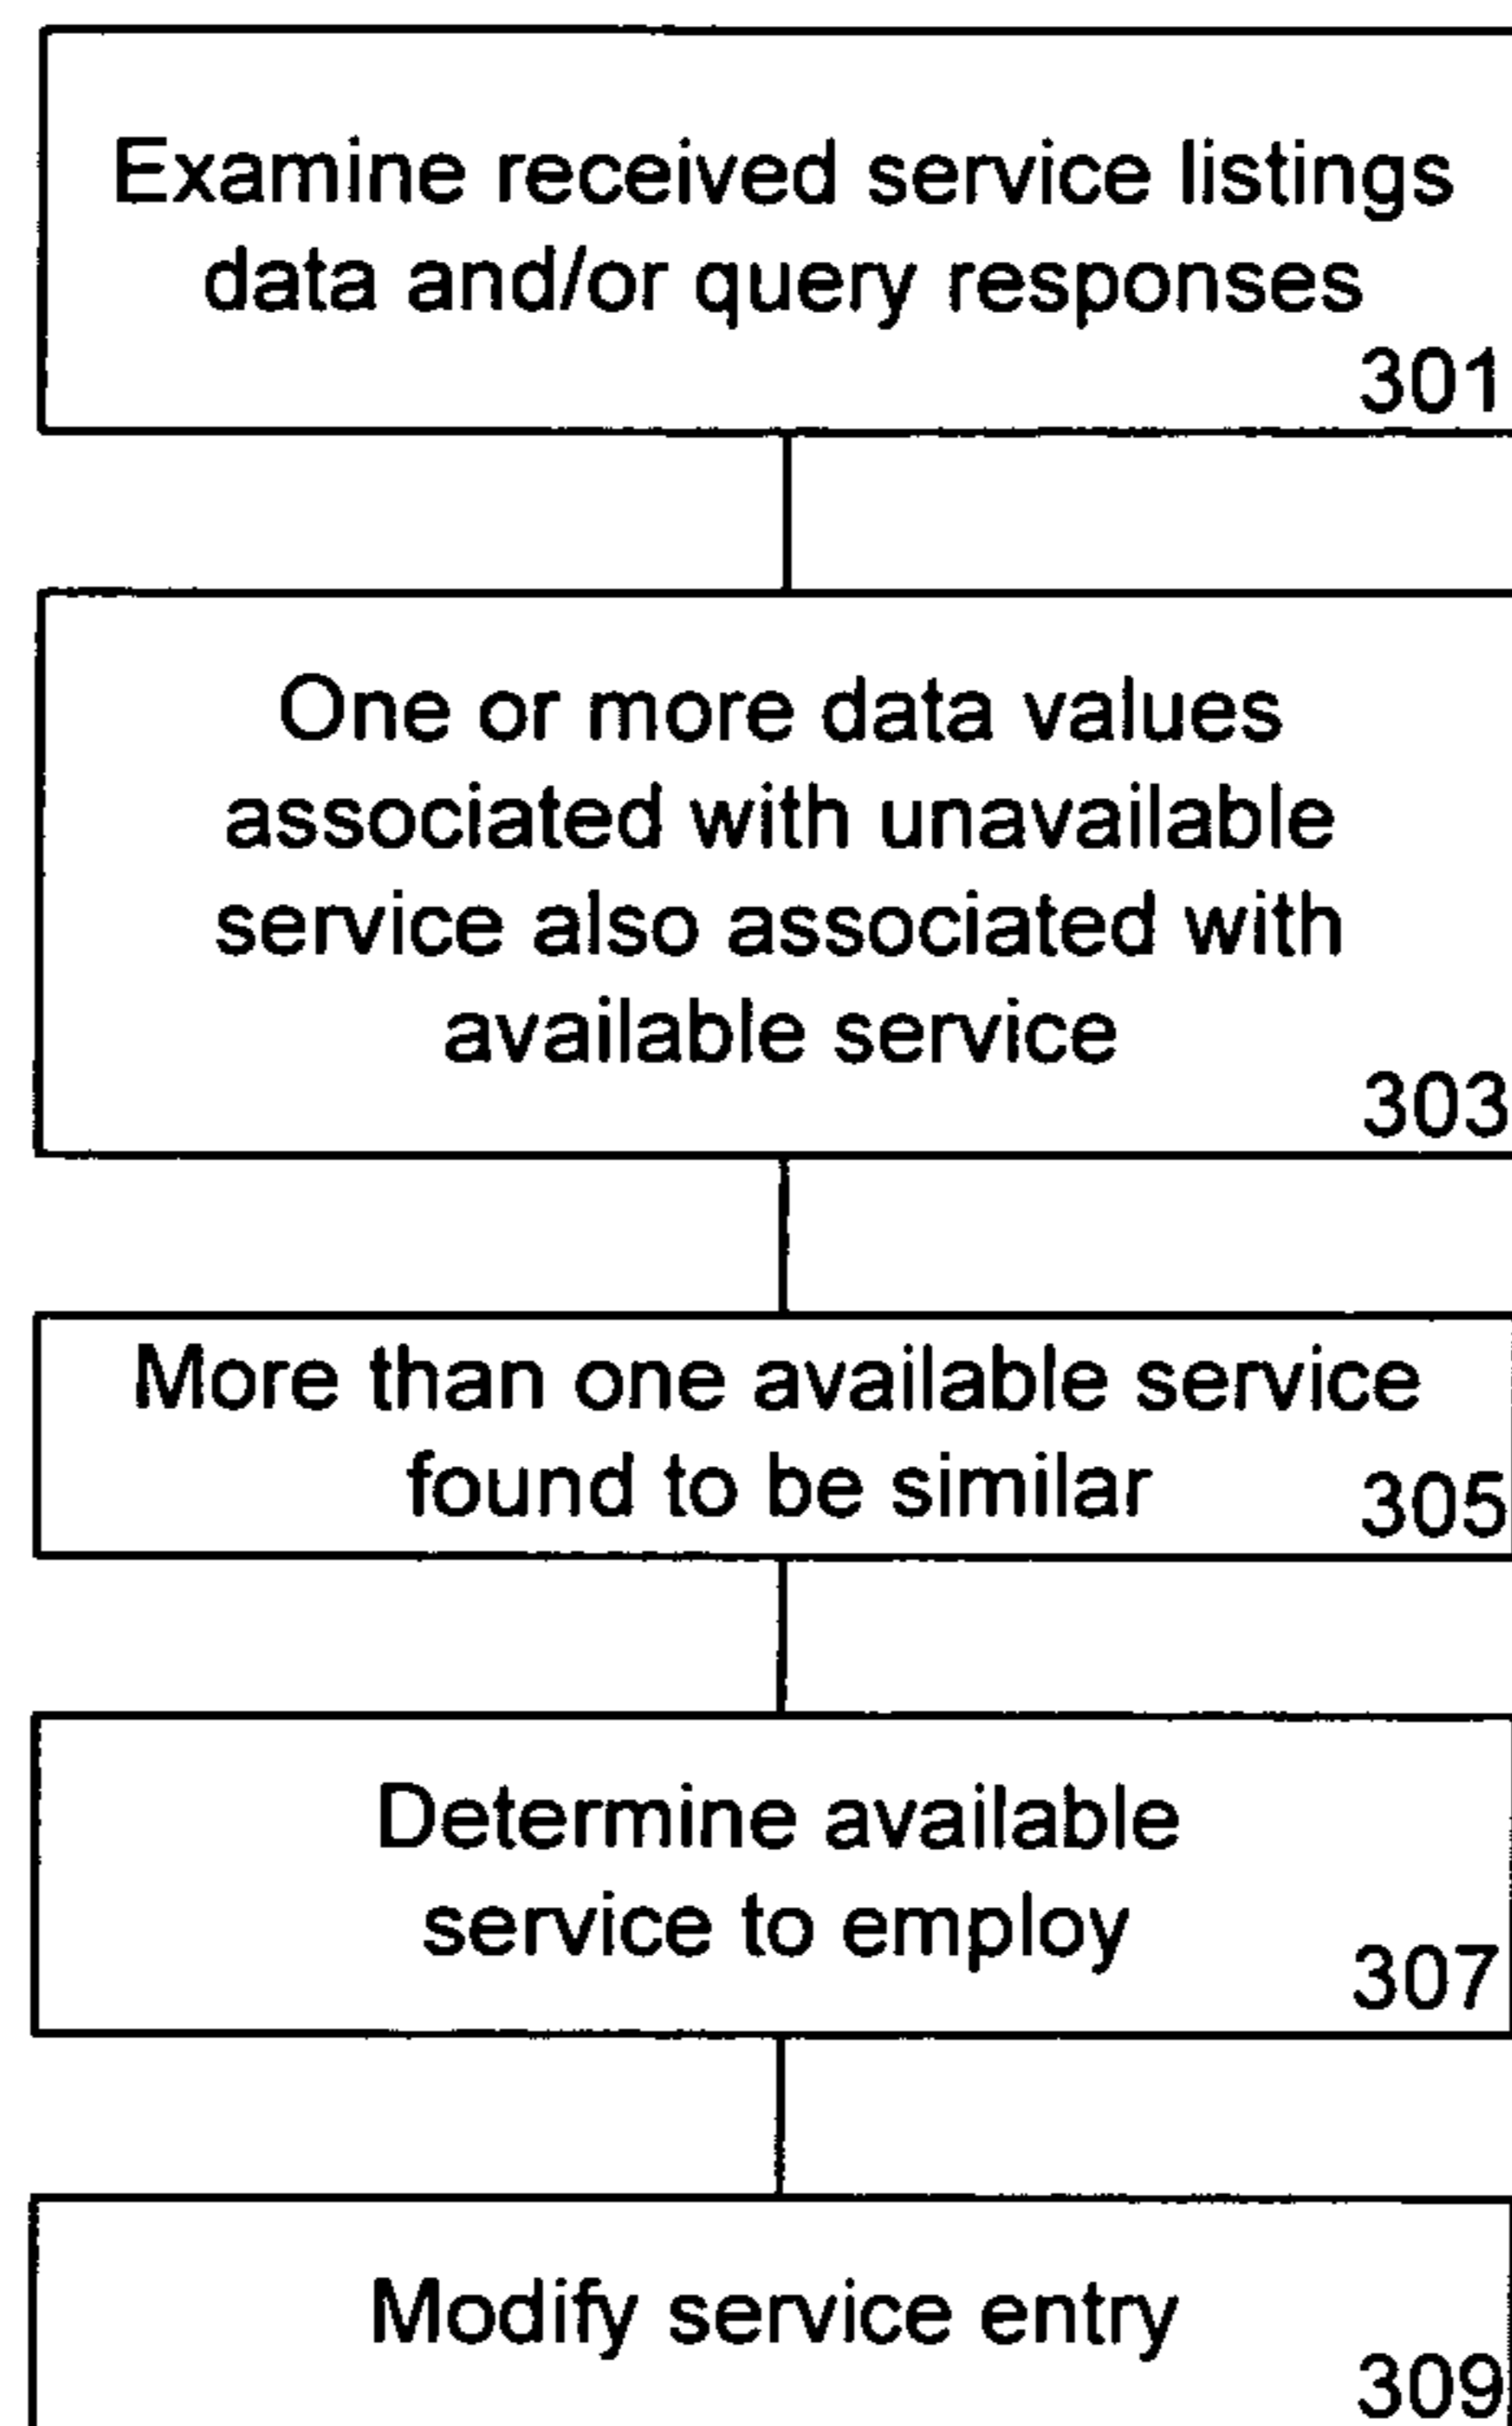 Examine received service listings
data and/or query responses
301
One or more data values
associated with unavailable
service also associated with
available service
303
More than one available service
found to be similar
305
Determine available
service to employ
307
Modify service entry
309